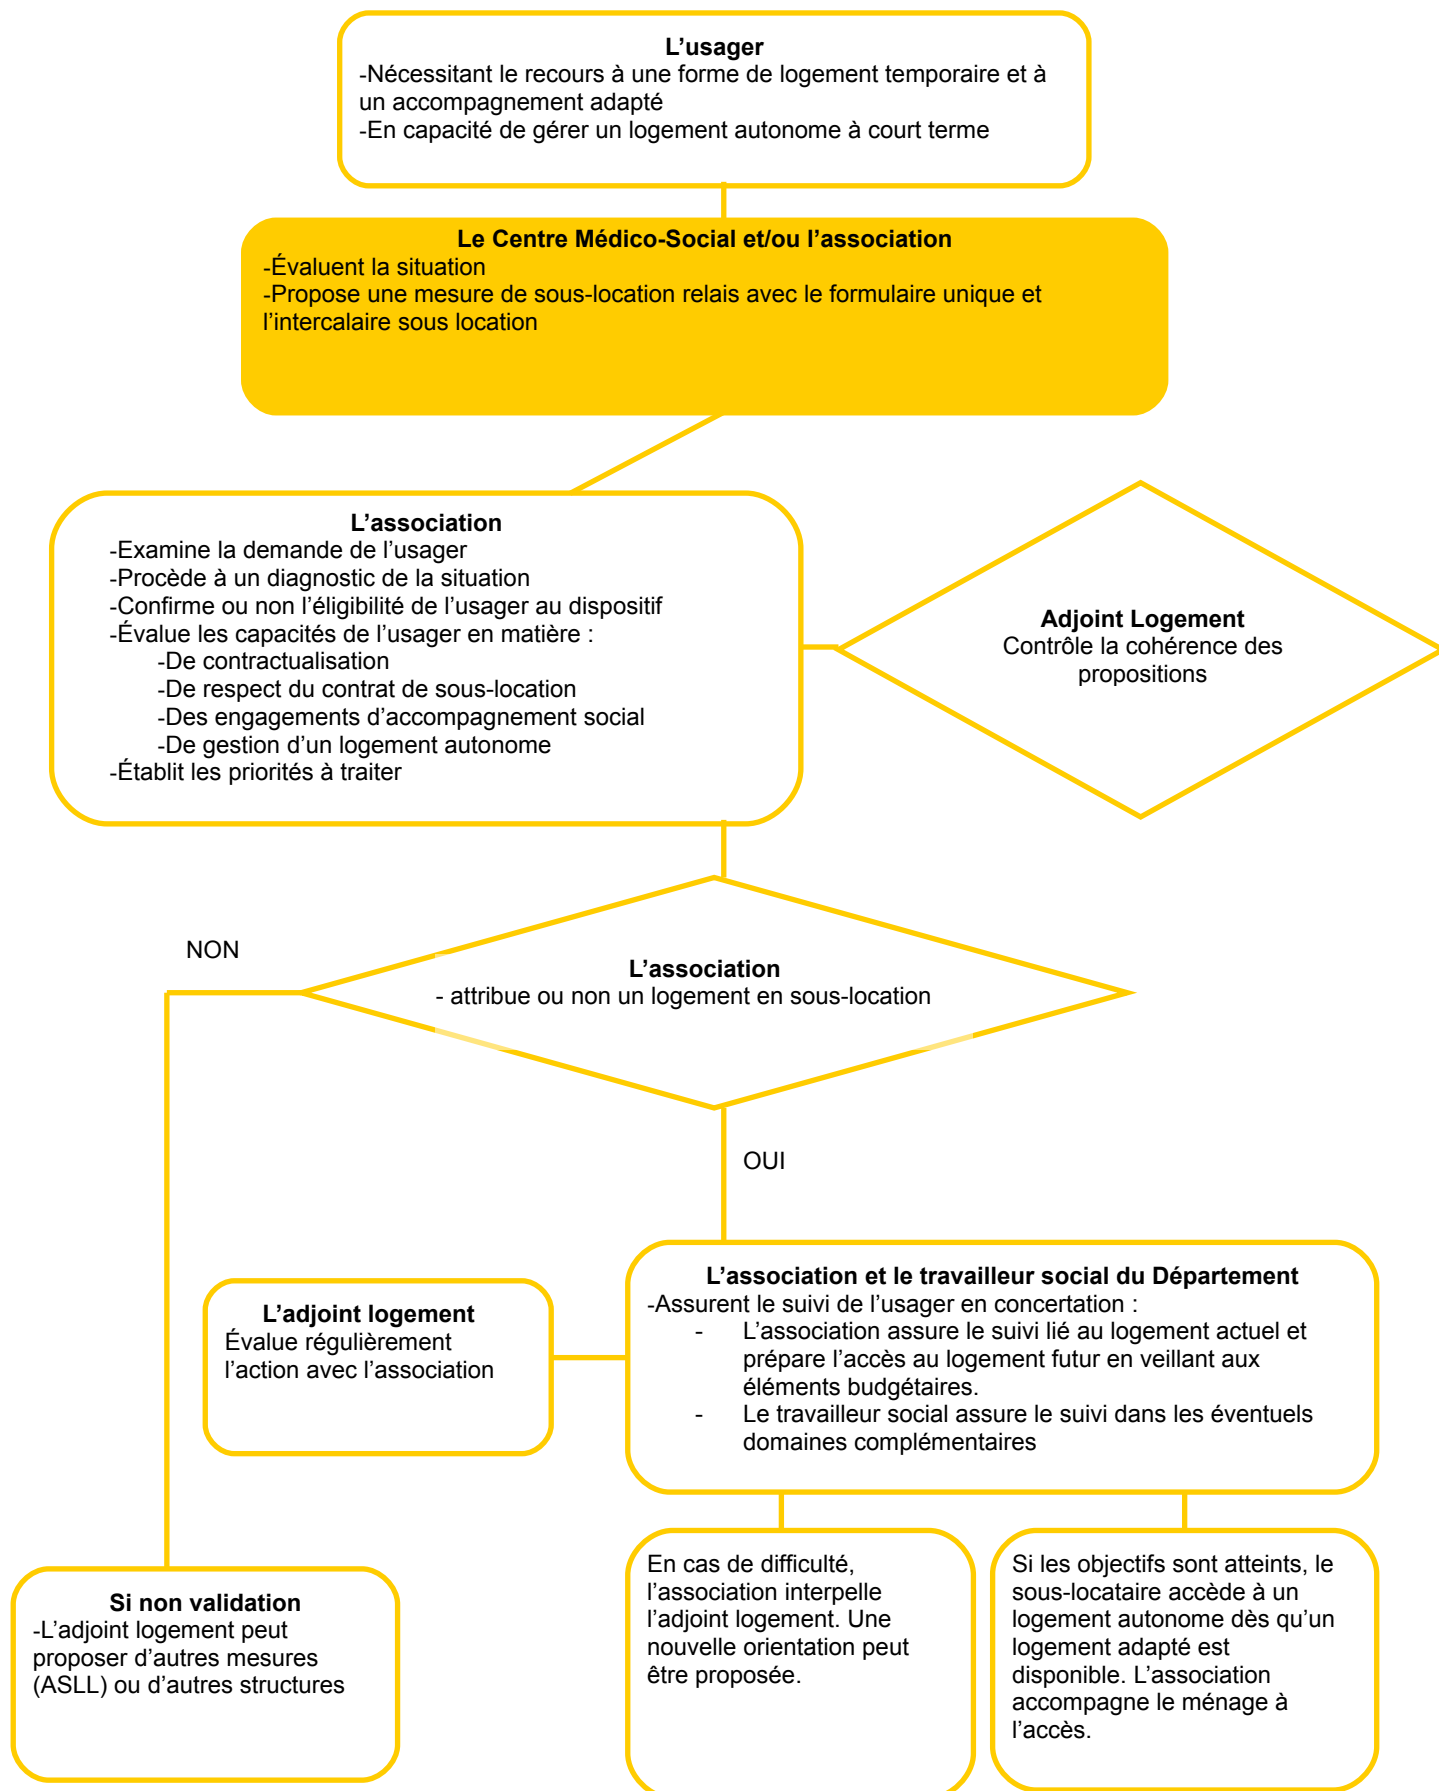 L’usager
-Nécessitant le recours à une forme de logement temporaire et à
un accompagnement adapté
-En capacité de gérer un logement autonome à court terme
Le Centre Médico-Social et/ou l’association
-Évaluent la situation
-Propose une mesure de sous-location relais avec le formulaire unique et
l’intercalaire sous location
L’association
-Examine la demande de l’usager
-Procède à un diagnostic de la situation
-Confirme ou non l’éligibilité de l’usager au dispositif
-Évalue les capacités de l’usager en matière :
-De contractualisation
-De respect du contrat de sous-location
-Des engagements d’accompagnement social
-De gestion d’un logement autonome
-Établit les priorités à traiter
Adjoint Logement
Contrôle la cohérence des
propositions
NON
L’association
- attribue ou non un logement en sous-location
OUI
L’adjoint logement
Évalue régulièrement
l’action avec l’association
L’association et le travailleur social du Département
-Assurent le suivi de l’usager en concertation :
- L’association assure le suivi lié au logement actuel et
prépare l’accès au logement futur en veillant aux
éléments budgétaires.
- Le travailleur social assure le suivi dans les éventuels
domaines complémentaires
Si non validation
-L’adjoint logement peut
proposer d’autres mesures
(ASLL) ou d’autres structures
En cas de difficulté,
l’association interpelle
l’adjoint logement. Une
nouvelle orientation peut
être proposée.
Si les objectifs sont atteints, le
sous-locataire accède à un
logement autonome dès qu’un
logement adapté est
disponible. L’association
accompagne le ménage à
l’accès.